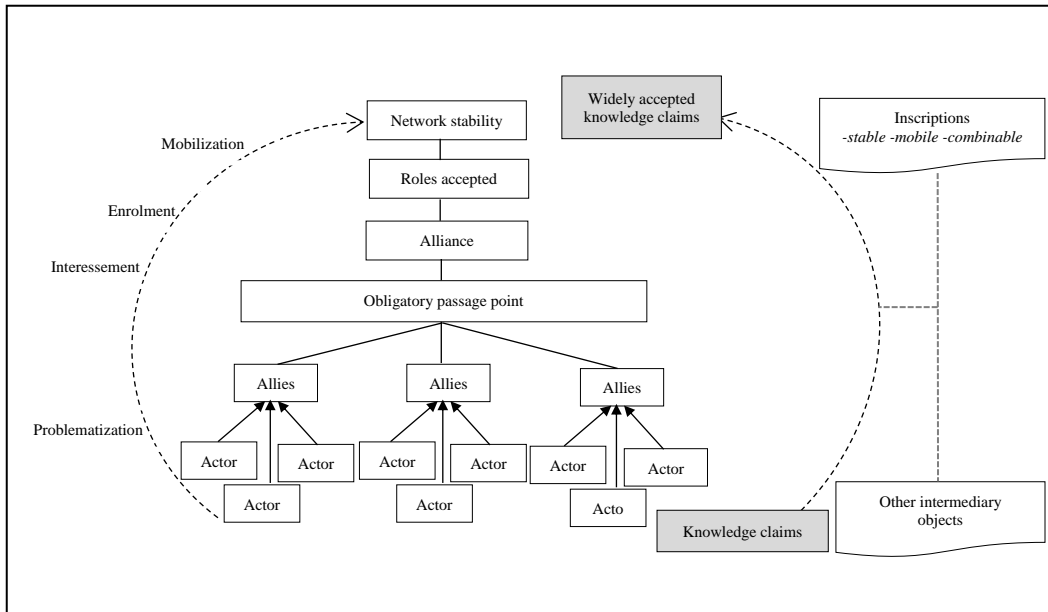 Widely accepted
knowledge claims
Inscriptions
-stable -mobile -combinable
Network stability
Mobilization
Roles accepted
Enrolment
Alliance
Interessement
Obligatory passage point
Allies
Allies
Allies
Problematization
Actor
Actor
Actor
Actor
Actor
Actor
Actor
Actor
Acto
Other intermediary
objects
Knowledge claims